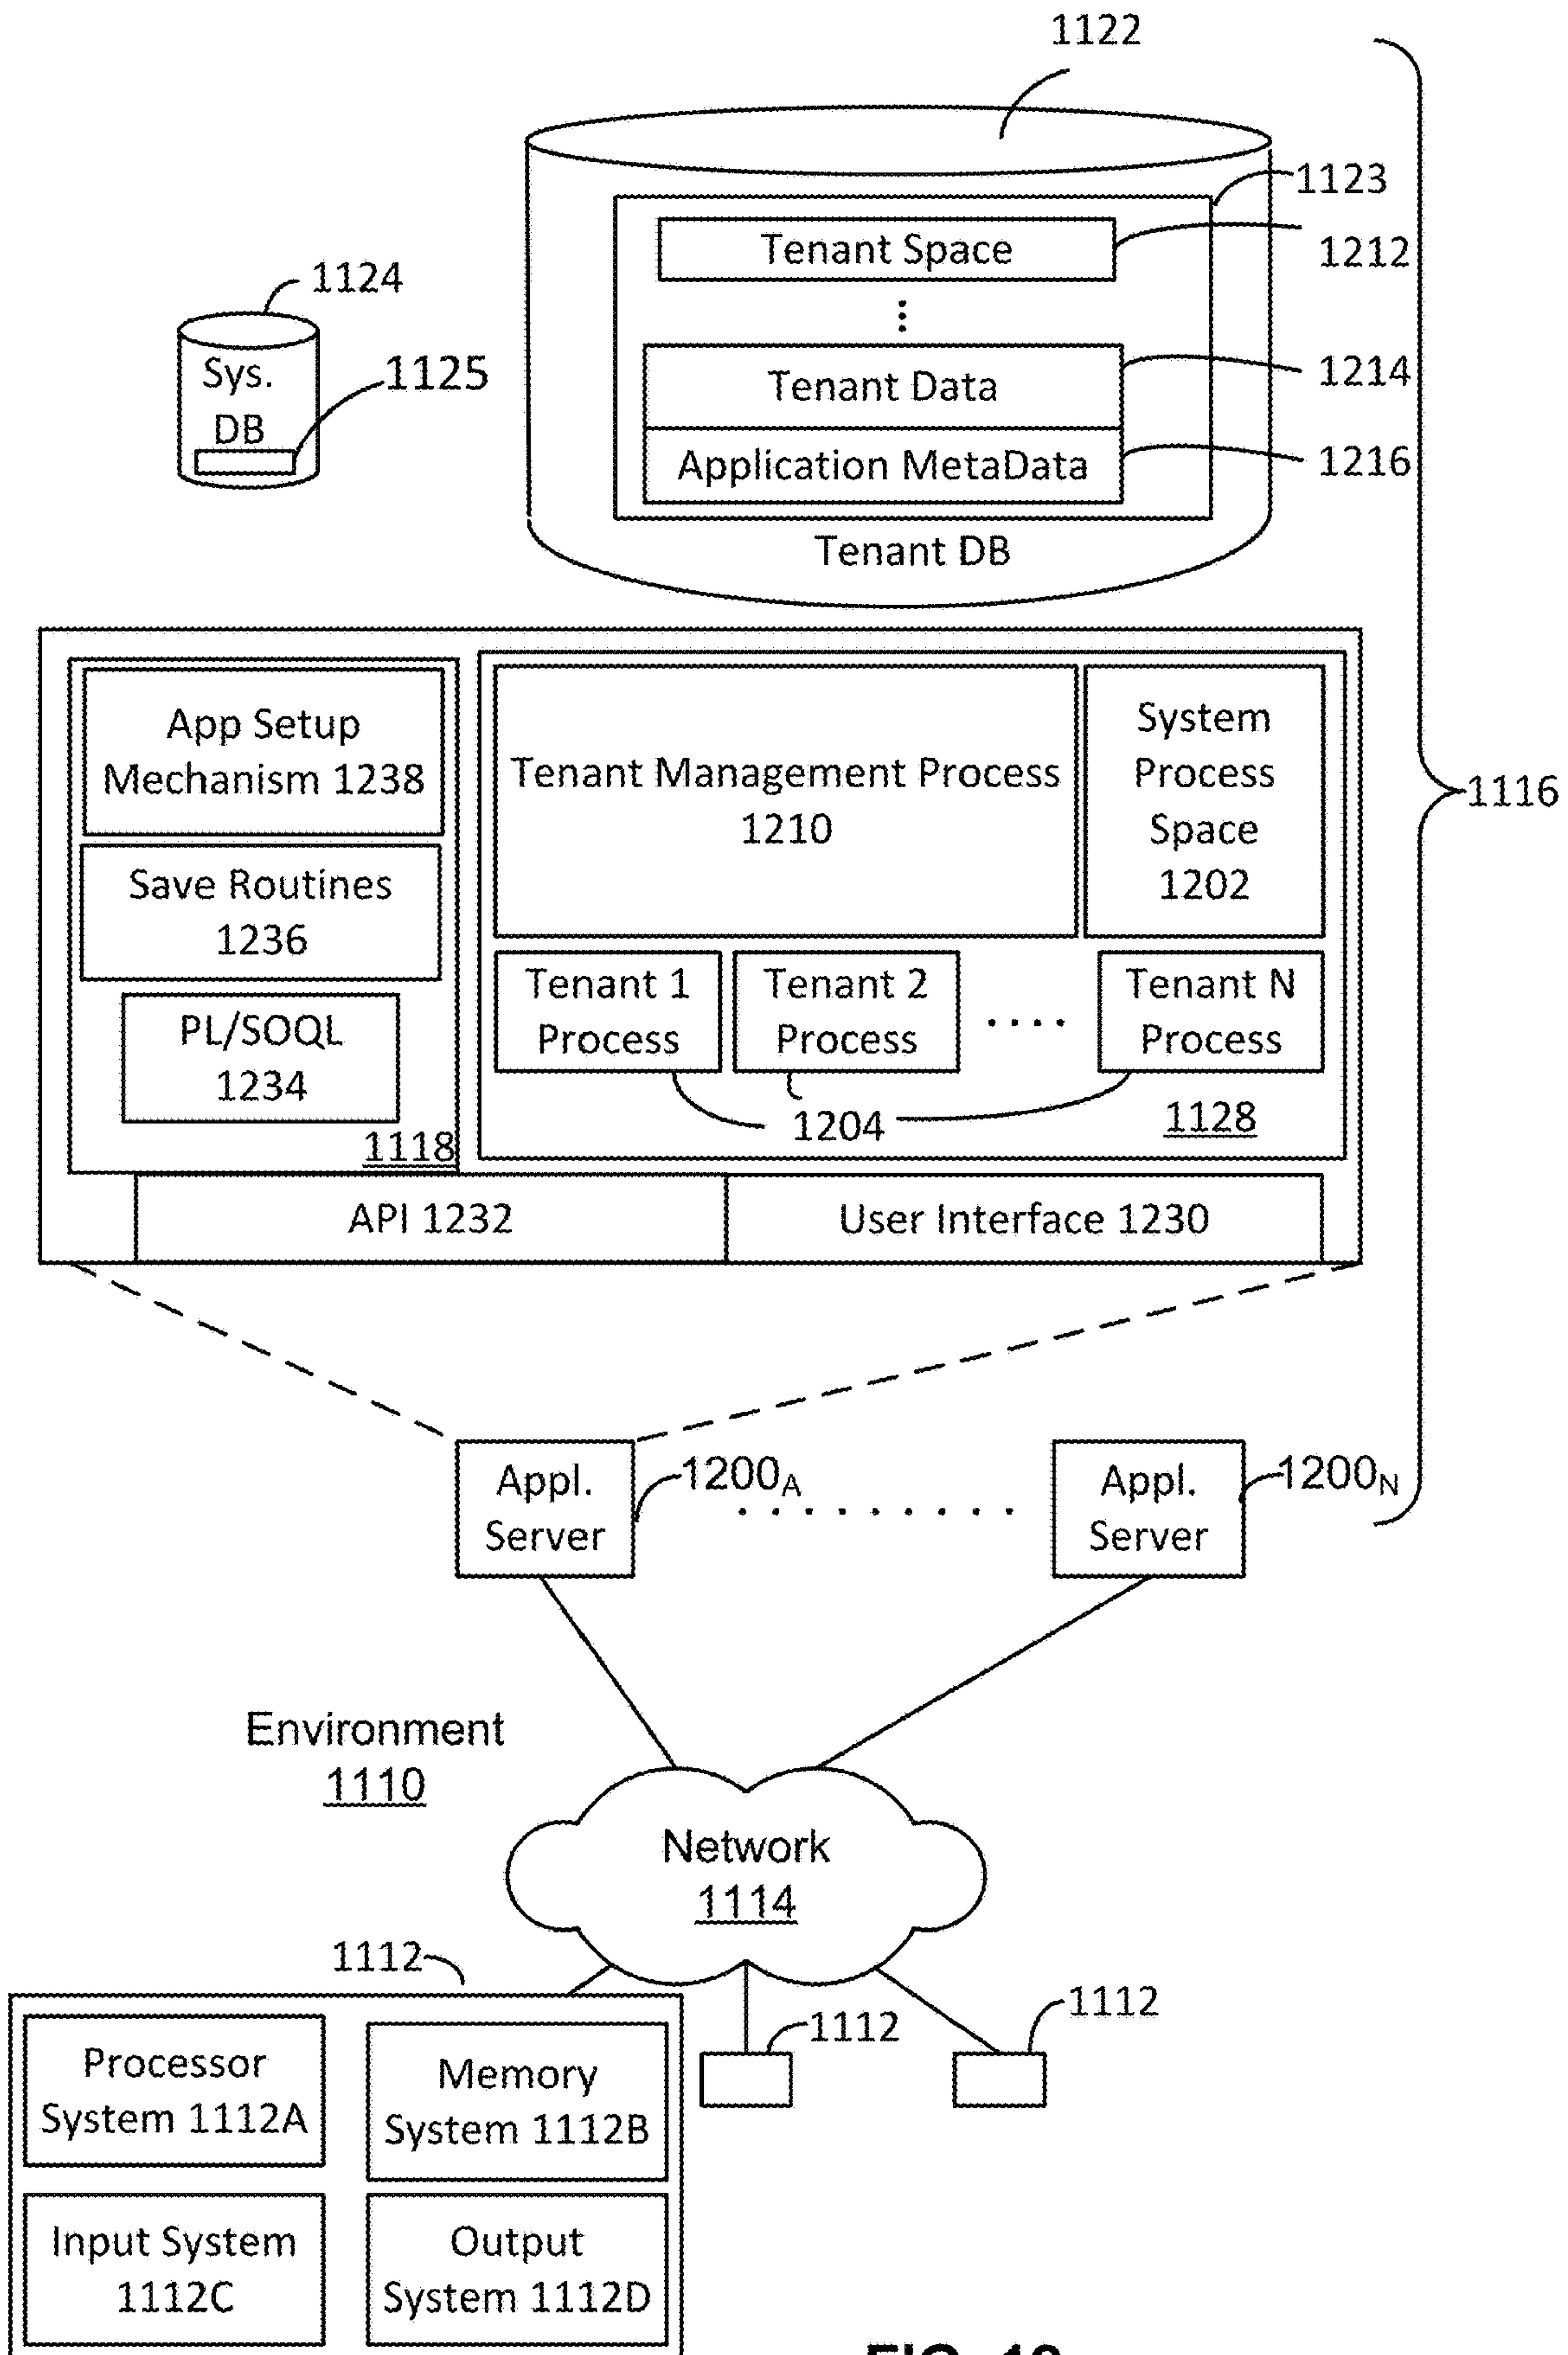 1122
1123
Tenant Space
1212
1124
Sys.
DB
1125
Tenant Data
1214
Application MetaData
1216
Tenant DB
App Setup
Mechanism 1238
Tenant Management Process
1210
System
Process
Space
1202
1116
Save Routines
1236
Tenant 1
Process
Tenant 2
Process
....
Tenant N
Process
PL/SOQL
1234
1118
1204
1128
API 1232
User Interface 1230
Appl.
Server
1200A
.........
Appl.
Server
1200N
Environment
1110
Network
1114
1112
1112
1112
Processor
System 1112A
Memory
System 1112B
Input System
1112C
Output
System 1112D